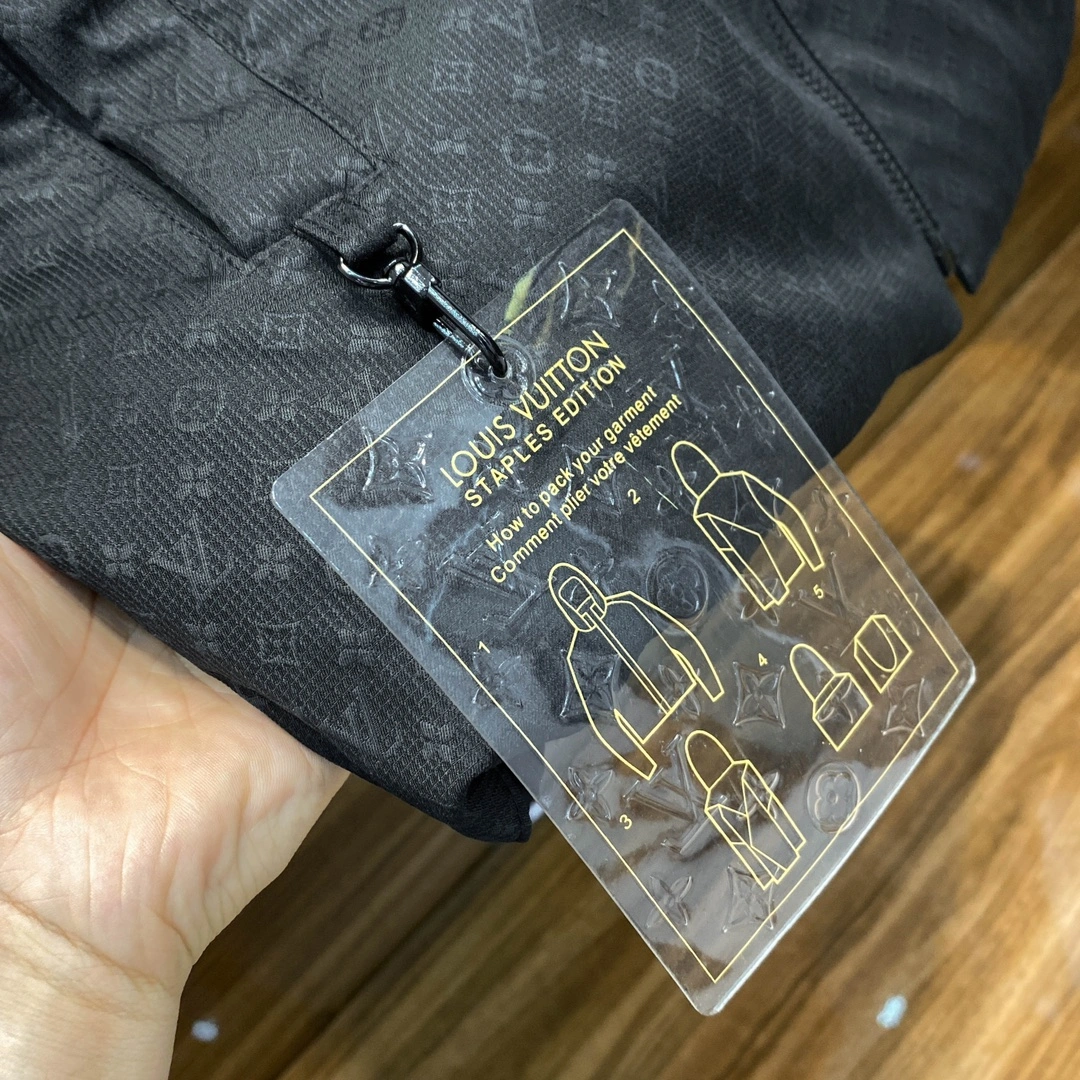 LOUIS VUITTON
STAPLES EDITION
How to pack your garment
Comment plier votre vêtement
1
2
3
4
5